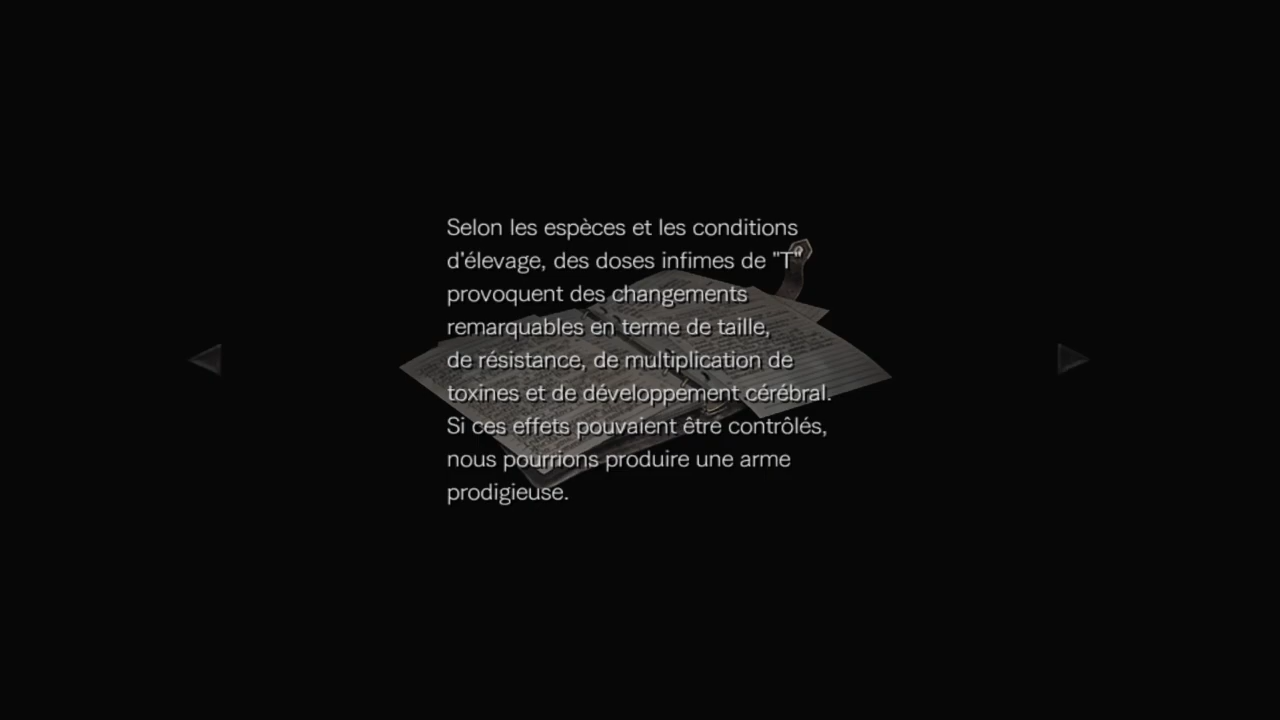 Selon les espèces et les conditions
d'élevage, des doses infimes de "T"
provoquent des changements
remarquables en terme de taille,
de résistance, de multiplication de
toxines et de développement cérébral.
Si ces effets pouvaient être contrôlés,
nous pourrions produire une arme
prodigieuse.